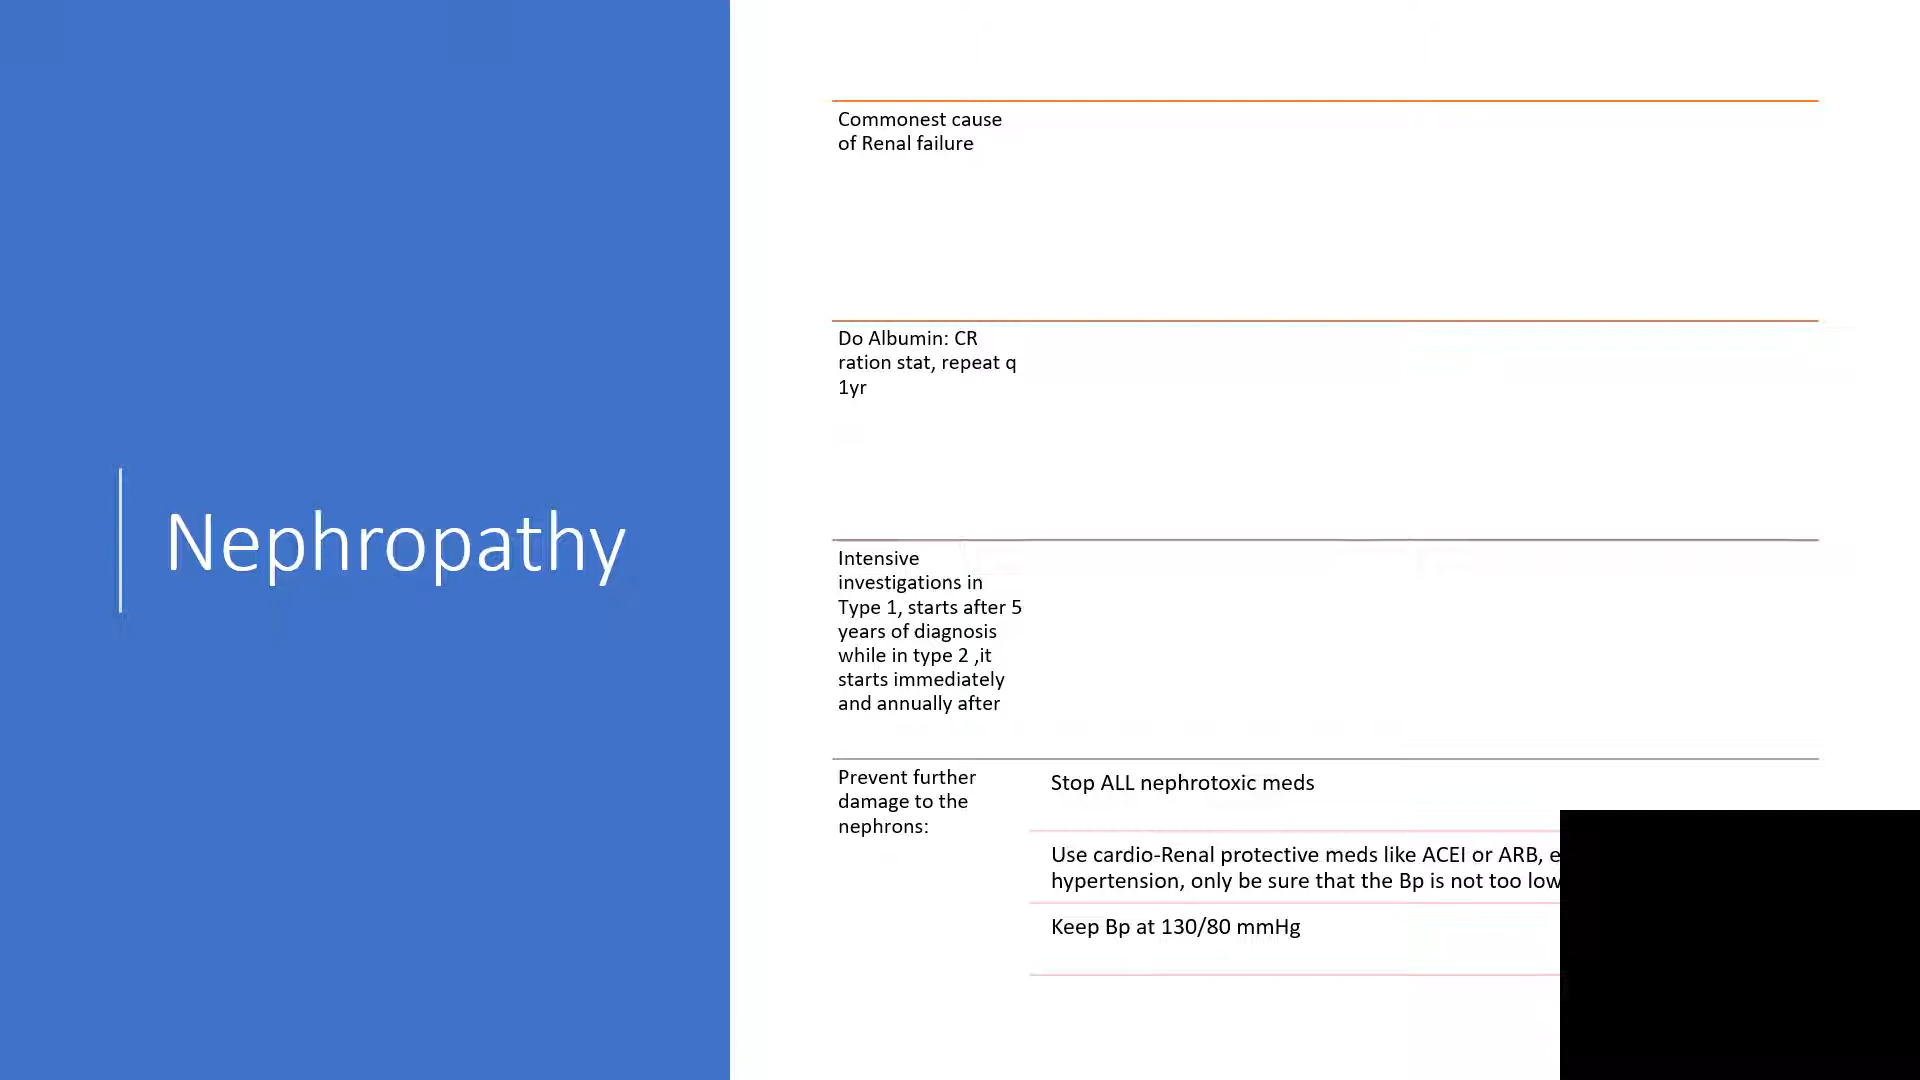 Nephropathy
Commonest cause
of Renal failure
Do Albumin: CR
ration stat, repeat q
1yr
Intensive
investigations in
Type 1, starts after 5
years of diagnosis
while in type 2 ,it
starts immediately
and annually after
Prevent further
damage to the
nephrons:
Stop ALL nephrotoxic meds
Use cardio-Renal protective meds like ACEI or ARB,
hypertension, only be sure that the Bp is not too low
Keep Bp at 130/80 mmHg